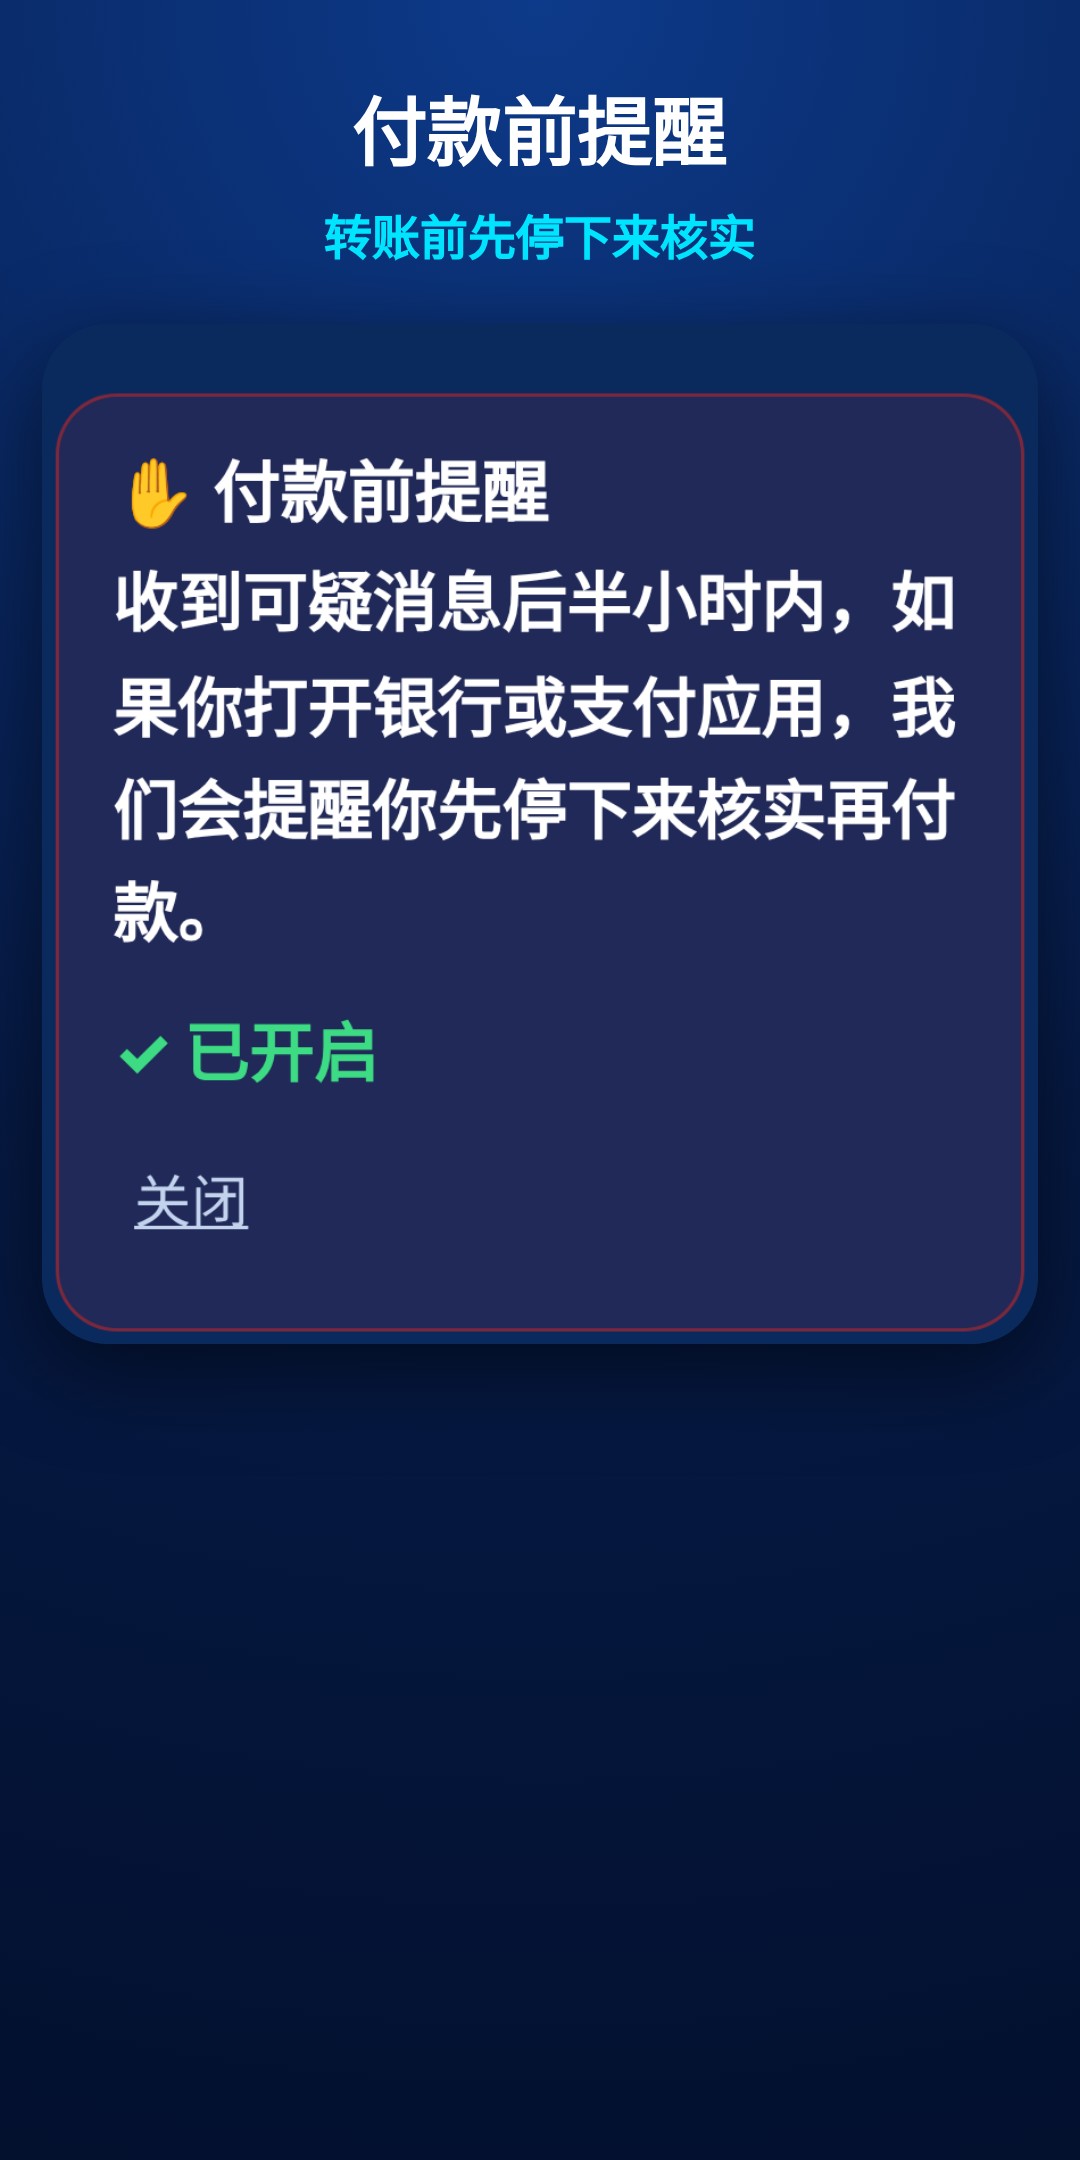 付款前提醒
转账前先停下来核实
✋ 付款前提醒
收到可疑消息后半小时内，如
果你打开银行或支付应用，我
们会提醒你先停下来核实再付
款。
✓ 已开启
关闭